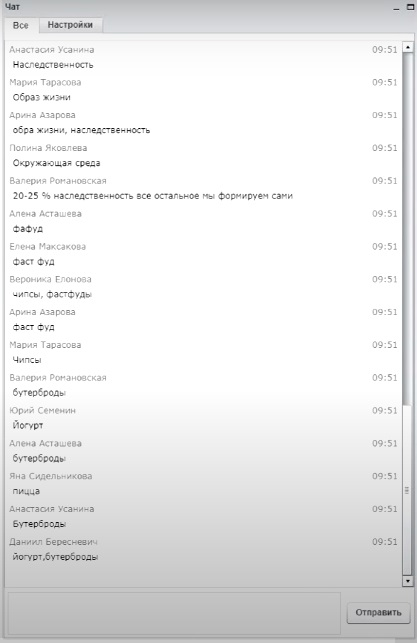 Чат
Все Настройки
Анастасия Усанина 09:51
Наследственность
Мария Тарасова 09:51
Образ жизни
Арина Азарова 09:51
обра жизни, наследственность
Полина Яковлева 09:51
Окружающая среда
Валерия Романовская 09:51
20-25 % наследственность все остальное мы формируем сами
Алена Асташева 09:51
фафуд
Елена Максакова 09:51
фаст фуд
Вероника Елонова 09:51
чипсы, фастфуды
Арина Азарова 09:51
фаст фуд
Мария Тарасова 09:51
Чипсы
Валерия Романовская 09:51
бутерброды
Юрий Семенин 09:51
Йогурт
Алена Асташева 09:51
бутерброды
Яна Сидельникова 09:51
пицца
Анастасия Усанина 09:51
Бутерброды
Даниил Бересневич 09:51
йогурт,бутерброды
Отправить